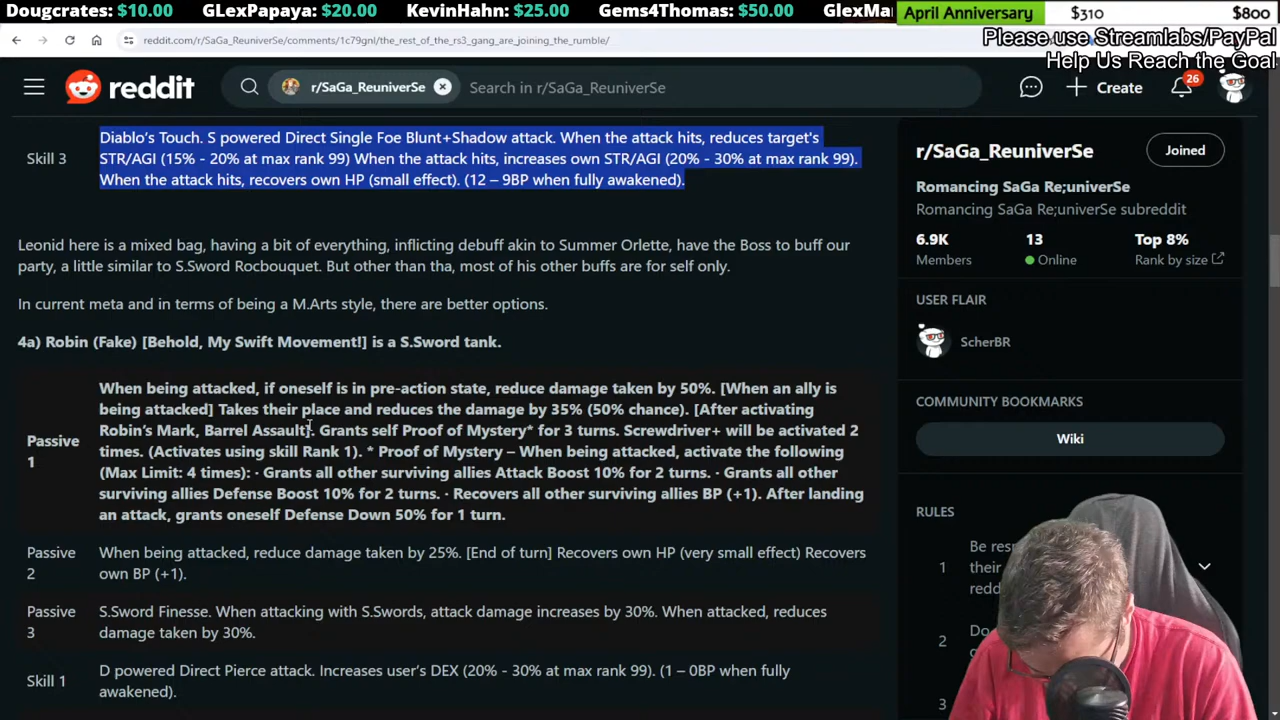 Dougcrates: $10.00 GLexPapaya: $20.00 KevinHahn: $25.00 Gems4Thomas: $50.00 GlexMar
April Anniversary $310 $800
Please use Streamlabs/PayPal
Help Us Reach the Goal
reddit.com/r/SaGa_ReuniverSe/comments/1c79gnl/the_rest_of_the_rs3_gang_are_joining_the_rumble/
reddit
r/SaGa_ReuniverSe
Search in r/SaGa_ReuniverSe
Create
26
Skill 3
Diablo’s Touch. S powered Direct Single Foe Blunt+Shadow attack. When the attack hits, reduces target's
STR/AGI (15% - 20% at max rank 99) When the attack hits, increases own STR/AGI (20% - 30% at max rank 99).
When the attack hits, recovers own HP (small effect). (12 – 9BP when fully awakened).
Leonid here is a mixed bag, having a bit of everything, inflicting debuff akin to Summer Orlette, have the Boss to buff our
party, a little similar to S.Sword Rocbouquet. But other than tha, most of his other buffs are for self only.
In current meta and in terms of being a M.Arts style, there are better options.
4a) Robin (Fake) [Behold, My Swift Movement!] is a S.Sword tank.
Passive
1
When being attacked, if oneself is in pre-action state, reduce damage taken by 50%. [When an ally is
being attacked] Takes their place and reduces the damage by 35% (50% chance). [After activating
Robin’s Mark, Barrel Assault]. Grants self Proof of Mystery* for 3 turns. Screwdriver+ will be activated 2
times. (Activates using skill Rank 1). * Proof of Mystery – When being attacked, activate the following
(Max Limit: 4 times): · Grants all other surviving allies Attack Boost 10% for 2 turns. · Grants all other
surviving allies Defense Boost 10% for 2 turns. · Recovers all other surviving allies BP (+1). After landing
an attack, grants oneself Defense Down 50% for 1 turn.
Passive
2
When being attacked, reduce damage taken by 25%. [End of turn] Recovers own HP (very small effect) Recovers
own BP (+1).
Passive
3
S.Sword Finesse. When attacking with S.Swords, attack damage increases by 30%. When attacked, reduces
damage taken by 30%.
Skill 1
D powered Direct Pierce attack. Increases user’s DEX (20% - 30% at max rank 99). (1 – 0BP when fully
awakened).
r/SaGa_ReuniverSe
Joined
Romancing SaGa Re;univerSe
Romancing SaGa Re;univerSe subreddit
6.9K 13 Top 8%
Members Online Rank by size
USER FLAIR
ScherBR
COMMUNITY BOOKMARKS
Wiki
RULES
1
Be res
their
redd
2
Do
3